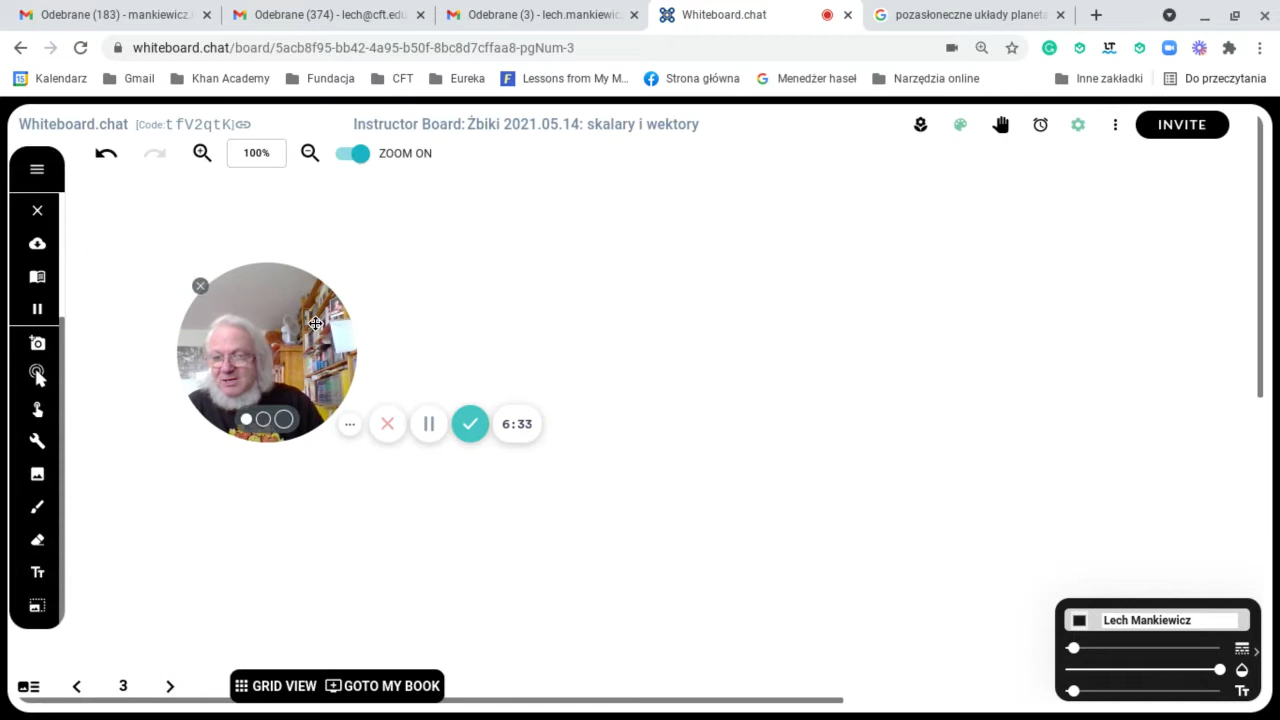 Odebrane (183) - mankiewicz.
Odebrane (374) - lech@cft.edu
Odebrane (3) - lech.mankiewic
Whiteboard.chat
pozasłoneczne układy planeta
whiteboard.chat/board/5acb8f95-bb42-4a95-b50f-8bc8d7cffaa8-pgNum-3
Kalendarz
Gmail
Khan Academy
Fundacja
CFT
Eureka
Lessons from My M...
Strona główna
Menedżer haseł
Narzędzia online
Inne zakładki
Do przeczytania
Whiteboard.chat [Code:tfV2qtK]
Instructor Board: Żbiki 2021.05.14: skalary i wektory
INVITE
100%
ZOOM ON
6:33
Lech Mankiewicz
3
GRID VIEW
GOTO MY BOOK